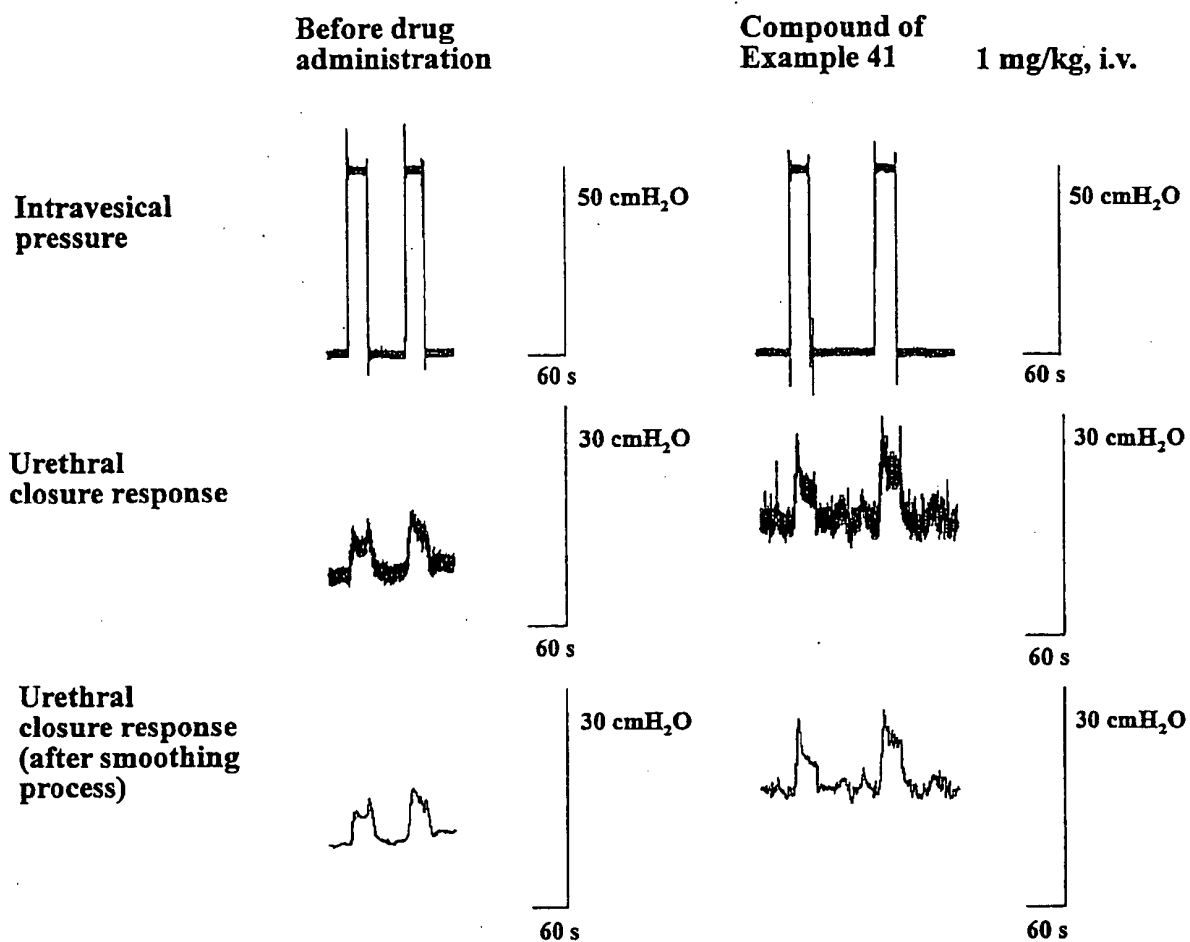 Before drug
administration
Compound of
Example 41
1 mg/kg, i.v.
Intravesical
pressure
50 cmH₂O
60 s
50 cmH₂O
60 s
Urethral
closure response
30 cmH₂O
60 s
30 cmH₂O
60 s
Urethral
closure response
(after smoothing
process)
30 cmH₂O
60 s
30 cmH₂O
60 s